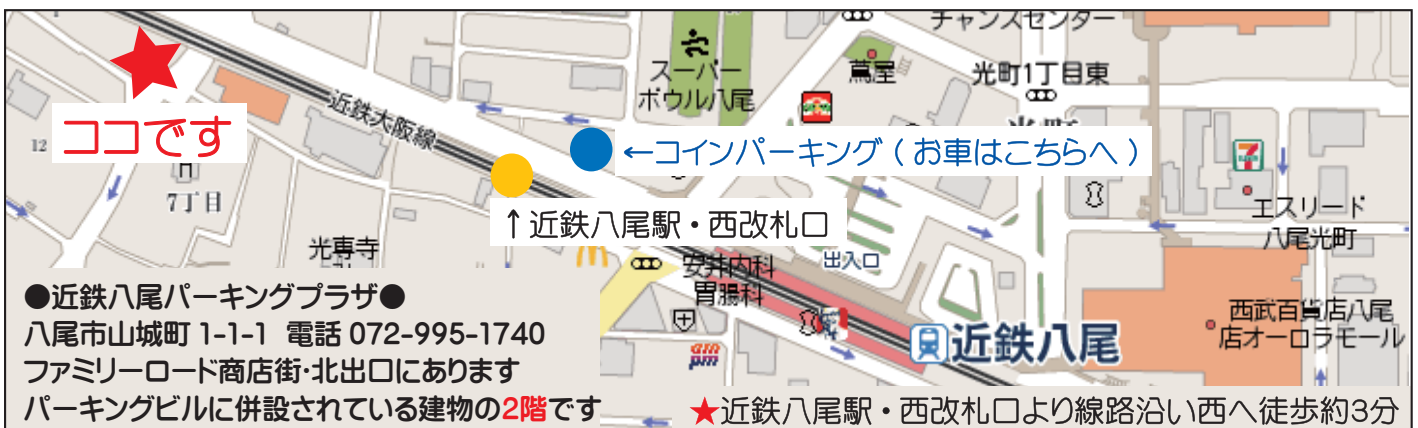 チャンスセンター
スーパー
ボウル八尾
蔦屋
光町1丁目東
近鉄大阪線
ココです
12
←コインパーキング(お車はこちらへ)
7丁目
↑近鉄八尾駅・西改札口
エスリード
八尾光町
光専寺
出入口
安井内科
胃腸科
●近鉄八尾パーキングプラザ●
八尾市山城町1-1-1 電話072-995-1740
ファミリーロード商店街・北出口にあります
パーキングビルに併設されている建物の2階です
am
pm
近鉄八尾
西武百貨店八尾
店オーロラモール
★近鉄八尾駅・西改札口より線路沿い西へ徒歩約3分